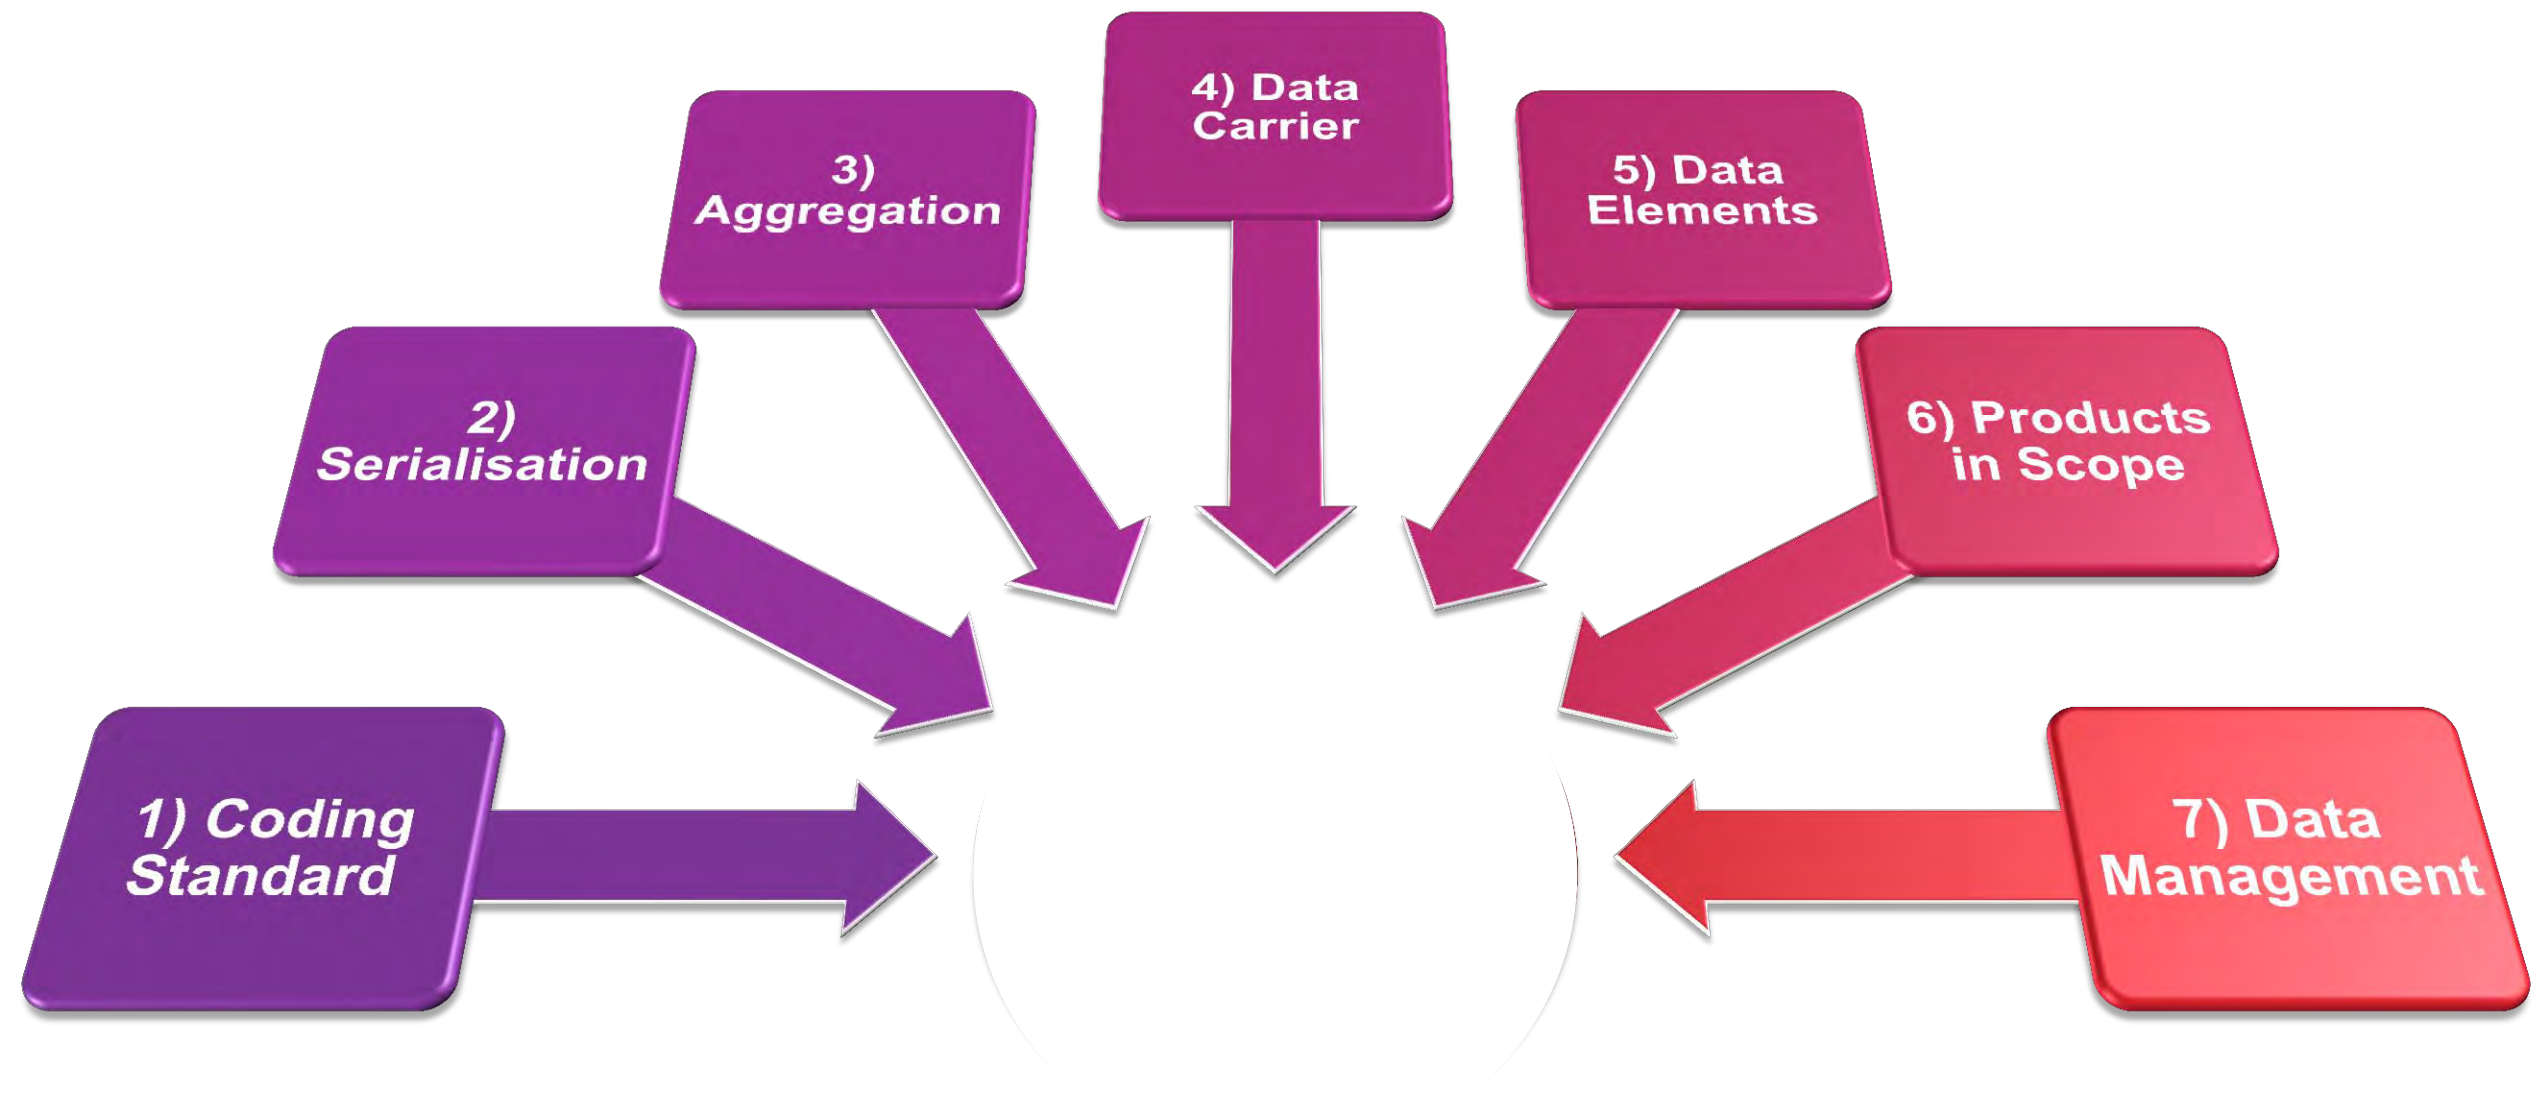 1) Coding
Standard
2)
Serialisation
3)
Aggregation
4) Data
Carrier
5) Data
Elements
6) Products
in Scope
7) Data
Management